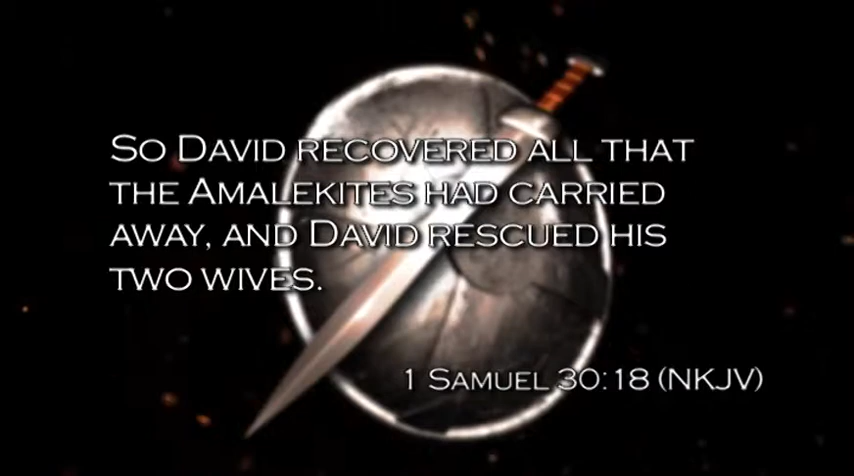 So David recovered all that
the Amalekites had carried
away, and David rescued his
two wives.
1 Samuel 30:18 (NKJV)